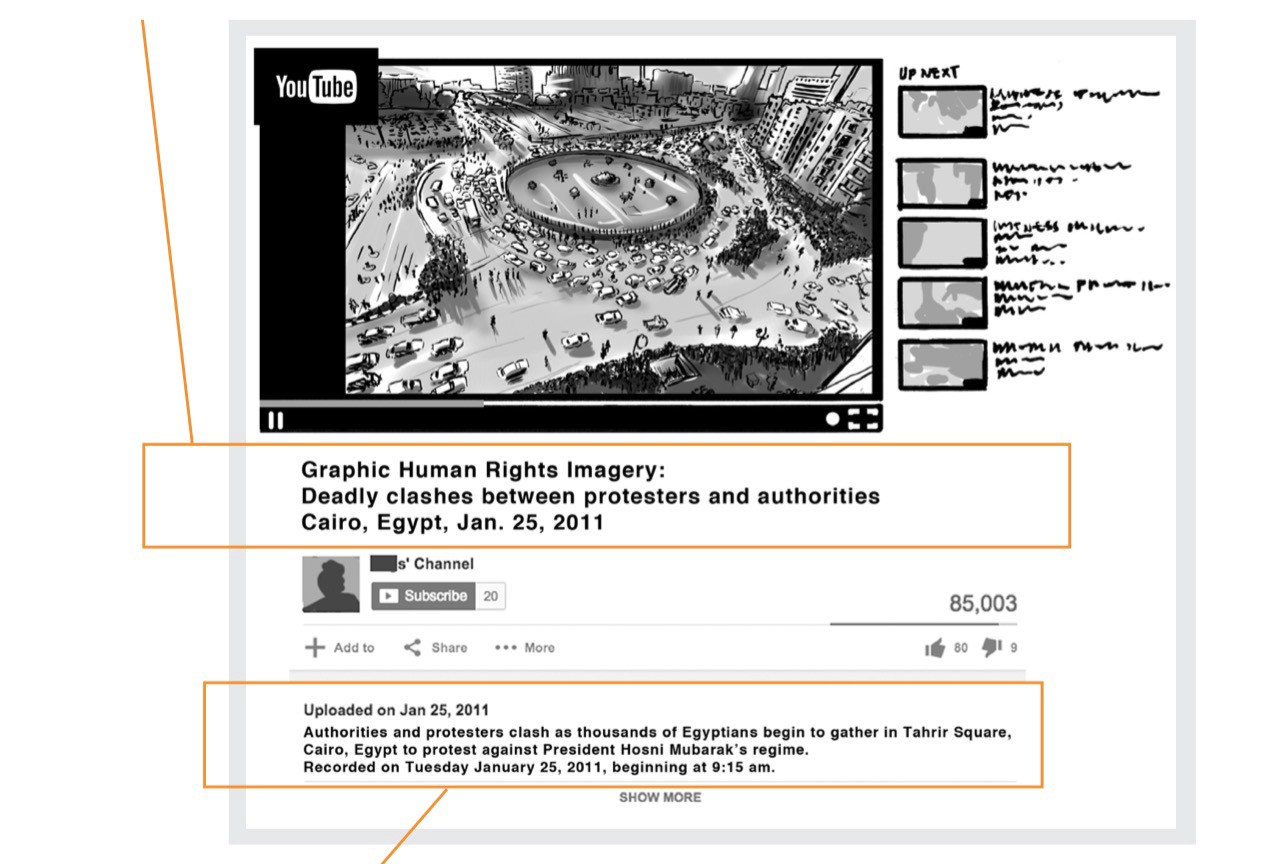 YouTube
UP NEXT
Graphic Human Rights Imagery:
Deadly clashes between protesters and authorities
Cairo, Egypt, Jan. 25, 2011
s' Channel
Subscribe 20
85,003
Add to Share More 80 9
Uploaded on Jan 25, 2011
Authorities and protesters clash as thousands of Egyptians begin to gather in Tahrir Square,
Cairo, Egypt to protest against President Hosni Mubarak's regime.
Recorded on Tuesday January 25, 2011, beginning at 9:15 am.
SHOW MORE